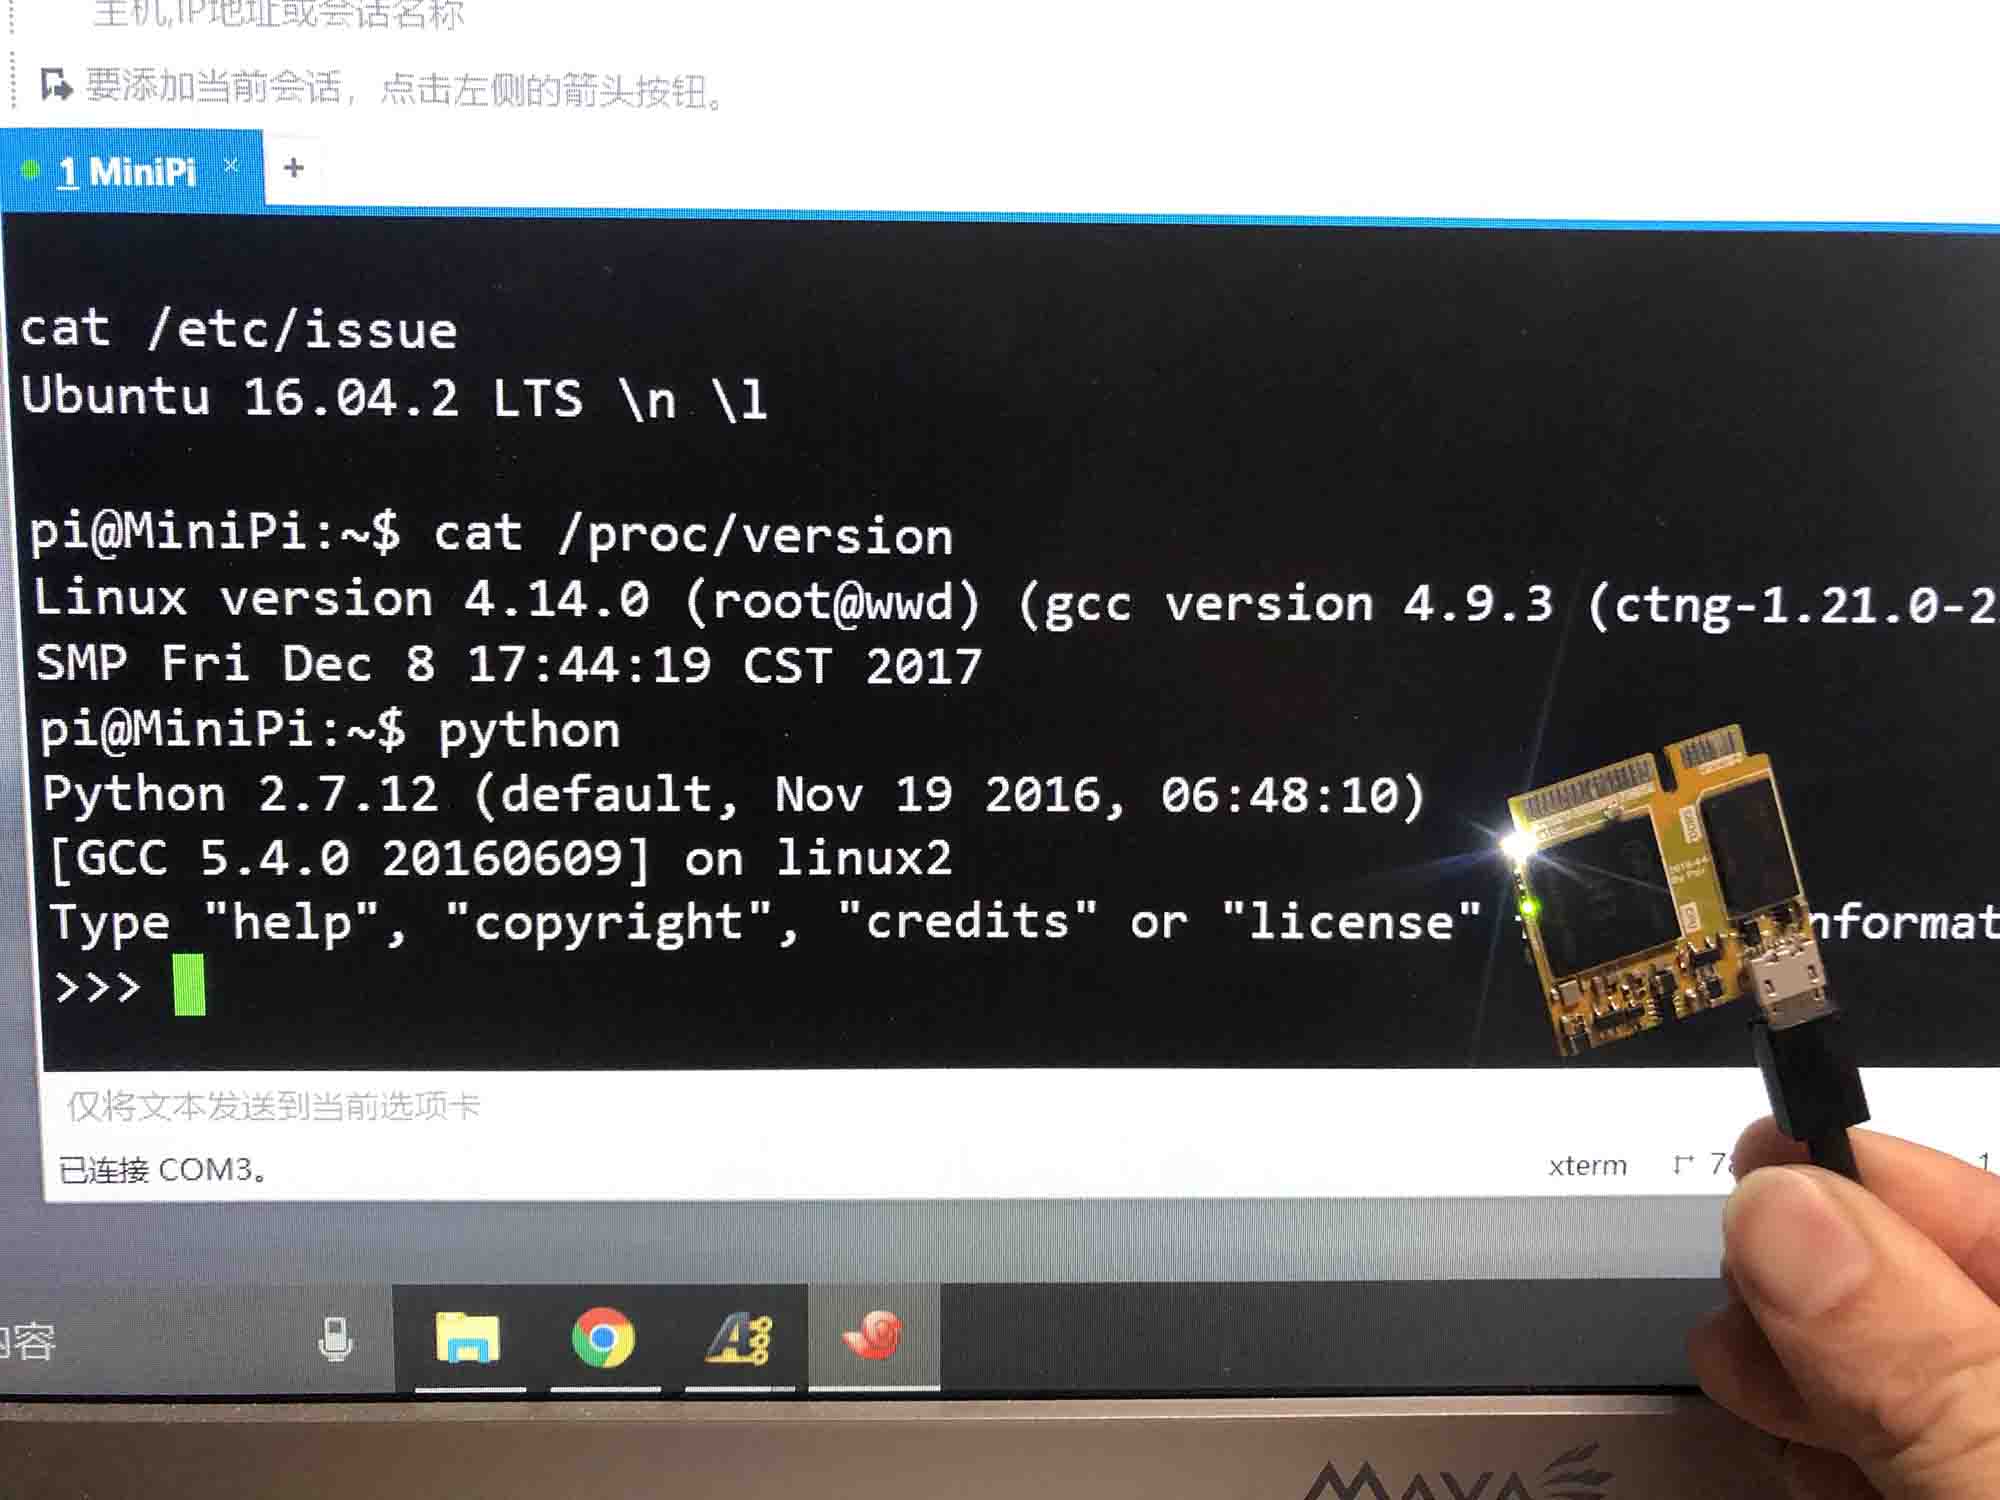 主机,IP地址或会话名称
要添加当前会话，点击左侧的箭头按钮。
1 MiniPi × +
cat /etc/issue
Ubuntu 16.04.2 LTS \n \l
pi@MiniPi:~$ cat /proc/version
Linux version 4.14.0 (root@wwd) (gcc version 4.9.3 (ctng-1.21.0-2
SMP Fri Dec 8 17:44:19 CST 2017
pi@MiniPi:~$ python
Python 2.7.12 (default, Nov 19 2016, 06:48:10)
[GCC 5.4.0 20160609] on linux2
Type "help", "copyright", "credits" or "license" nformat
>>>
仅将文本发送到当前选项卡
已连接 COM3。
xterm
内容
MAYA